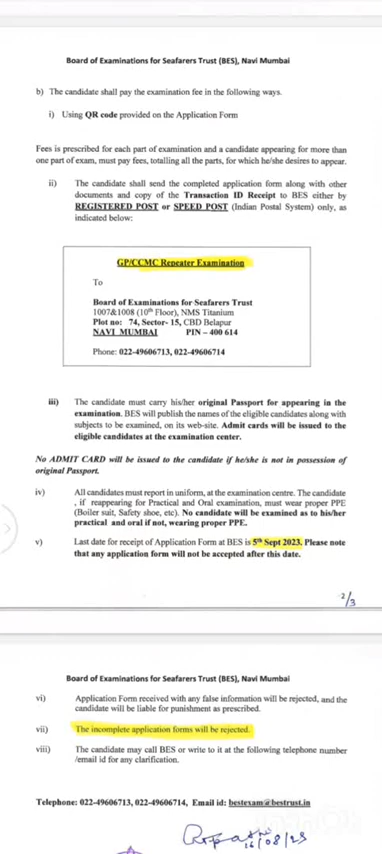 Board of Examinations for Seafarers Trust (BES), Navi Mumbai
b) The candidate shall pay the examination fee in the following ways.
i) Using QR code provided on the Application Form
Fees is prescribed for each part of examination and a candidate appearing for more than
one part of exam, must pay fees, totalling all the parts, for which he/she desires to appear.
ii) The candidate shall send the completed application form along with other
documents and copy of the Transaction ID Receipt to BES either by
REGISTERED POST or SPEED POST (Indian Postal System) only, as
indicated below:
GP/CCMC Repeater Examination
To
Board of Examinations for Seafarers Trust
1007&1008 (10th Floor), NMS Titanium
Plot no: 74, Sector- 15, CBD Belapur
NAVI MUMBAI PIN – 400 614
Phone: 022-49606713, 022-49606714
iii) The candidate must carry his/her original Passport for appearing in the
examination. BES will publish the names of the eligible candidates along with
subjects to be examined, on its web-site. Admit cards will be issued to the
eligible candidates at the examination center.
No ADMIT CARD will be issued to the candidate if he/she is not in possession of
original Passport.
iv) All candidates must report in uniform, at the examination centre. The candidate
, if reappearing for Practical and Oral examination, must wear proper PPE
(Boiler suit, Safety shoe, etc). No candidate will be examined as to his/her
practical and oral if not, wearing proper PPE.
v) Last date for receipt of Application Form at BES is 5th Sept 2023. Please note
that any application form will not be accepted after this date.
2/3
Board of Examinations for Seafarers Trust (BES), Navi Mumbai
vi) Application Form received with any false information will be rejected, and the
candidate will be liable for punishment as prescribed.
vii) The incomplete application forms will be rejected.
viii) The candidate may call BES or write to it at the following telephone number
/email id for any clarification.
Telephone: 022-49606713, 022-49606714, Email id: bestexam@bestrust.in
16/08/23